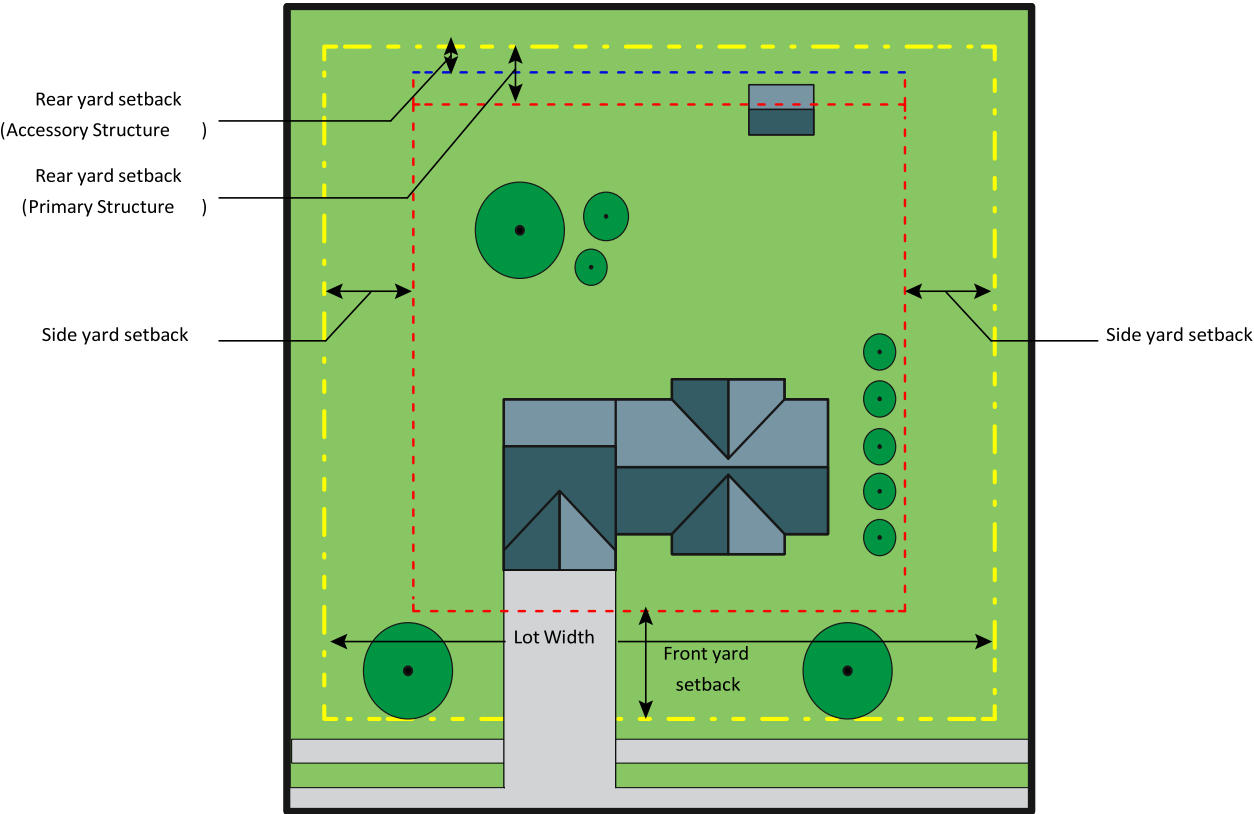 Rear yard setback
(Accessory Structure )
Rear yard setback
(Primary Structure )
Side yard setback
Side yard setback
Lot Width
Front yard
setback